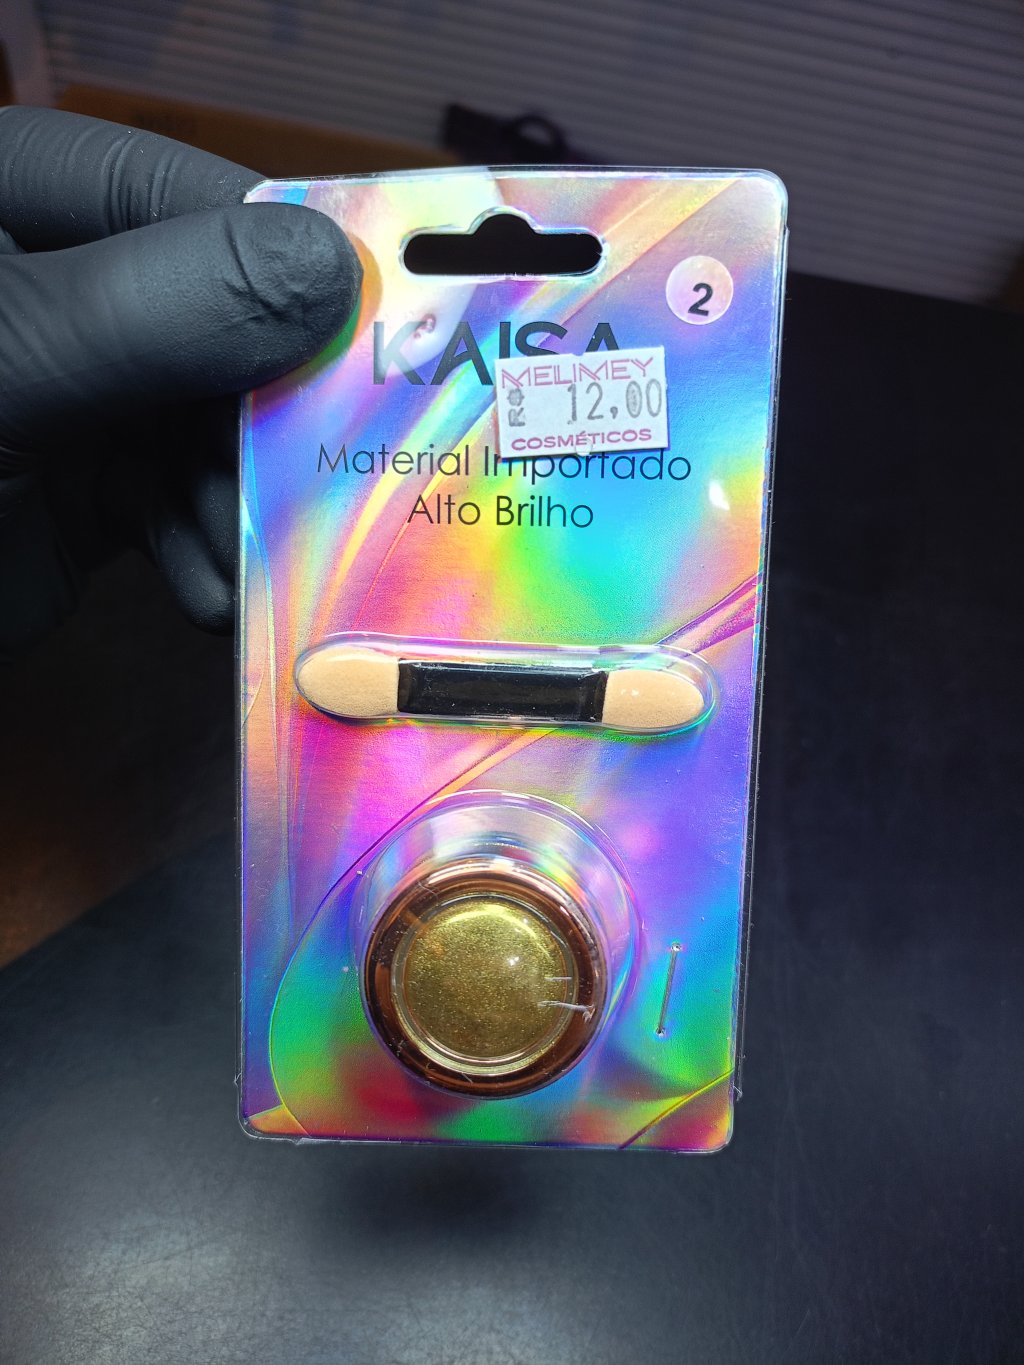 2
KAISA
MELIMEY
R$ 12,00
COSMÉTICOS
Material Importado
Alto Brilho